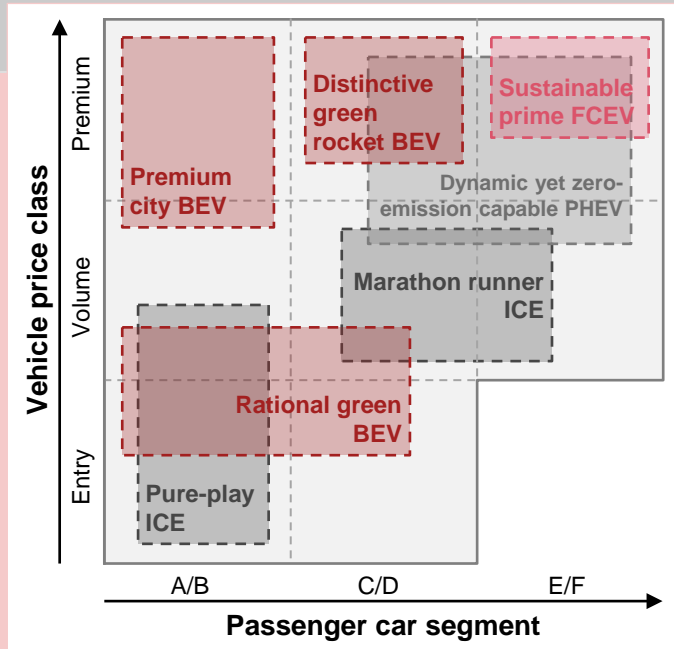 Vehicle price class
Premium
Volume
Entry
Premium
city BEV
Distinctive
green
rocket BEV
Sustainable
prime FCEV
Dynamic yet zero-
emission capable PHEV
Marathon runner
ICE
Rational green
BEV
Pure-play
ICE
A/B
C/D
E/F
Passenger car segment